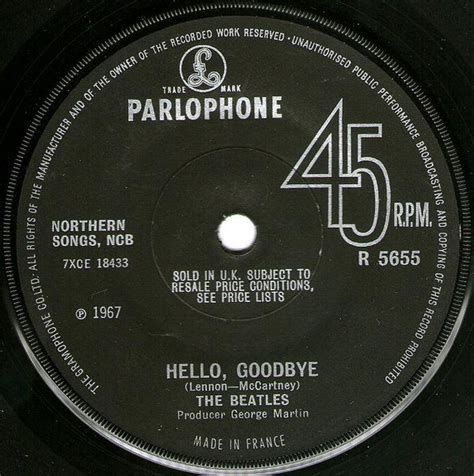 THE GRAMOPHONE CO. LTD. ALL RIGHTS OF THE MANUFACTURER AND OF THE OWNER OF THE RECORDED WORK RESERVED • UNAUTHORISED PUBLIC PERFORMANCE BROADCASTING AND COPYING OF THIS RECORD PROHIBITED
£
TRADE MARK
PARLOPHONE
45
R.P.M.
NORTHERN
SONGS, NCB
7XCE 18433
R 5655
SOLD IN U.K. SUBJECT TO
RESALE PRICE CONDITIONS,
SEE PRICE LISTS
℗ 1967
HELLO, GOODBYE
(Lennon—McCartney)
THE BEATLES
Producer George Martin
MADE IN FRANCE